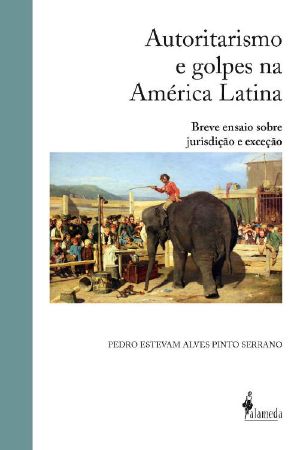 Autoritarismo
e golpes na
América Latina
Breve ensaio sobre
jurisdição e exceção
PEDRO ESTEVAM ALVES PINTO SERRANO
alameda